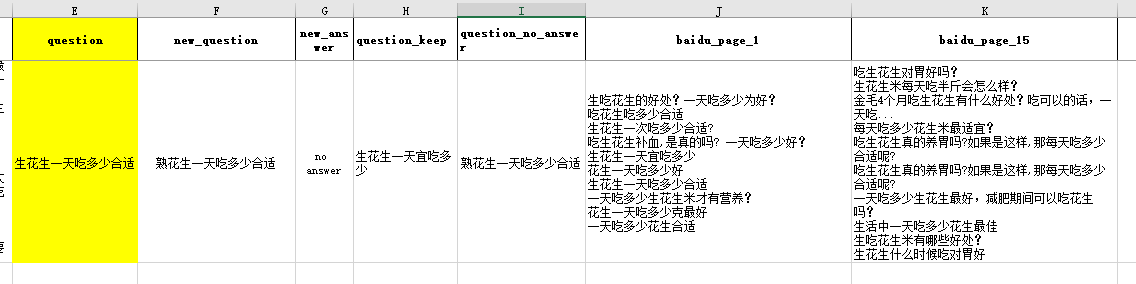 E F G H I J K
question new_question new_ans question_keep question_no_answe baidu_page_1 baidu_page_15
wer r
生花生一天吃多少合适
熟花生一天吃多少合适
no
answer
生花生一天宜吃多
少
熟花生一天吃多少合适
生吃花生的好处？一天吃多少为好？
吃花生吃多少合适
生花生一次吃多少合适?
吃生花生补血,是真的吗? 一天吃多少好？
生花生一天宜吃多少
花生一天吃多少好
生花生一天吃多少合适
一天吃多少生花生米才有营养？
花生一天吃多少克最好
一天吃多少花生合适
吃生花生对胃好吗？
生花生米每天吃半斤会怎么样？
金毛4个月吃生花生有什么好处？吃可以的话，一
天吃...
每天吃多少花生米最适宜？
吃生花生真的养胃吗?如果是这样,那每天吃多少
合适呢?
吃生花生真的养胃吗?如果是这样,那每天吃多少
合适呢?
一天吃多少生花生最好，减肥期间可以吃花生
吗？
生活中一天吃多少花生最佳
生吃花生米有哪些好处？
生花生什么时候吃对胃好